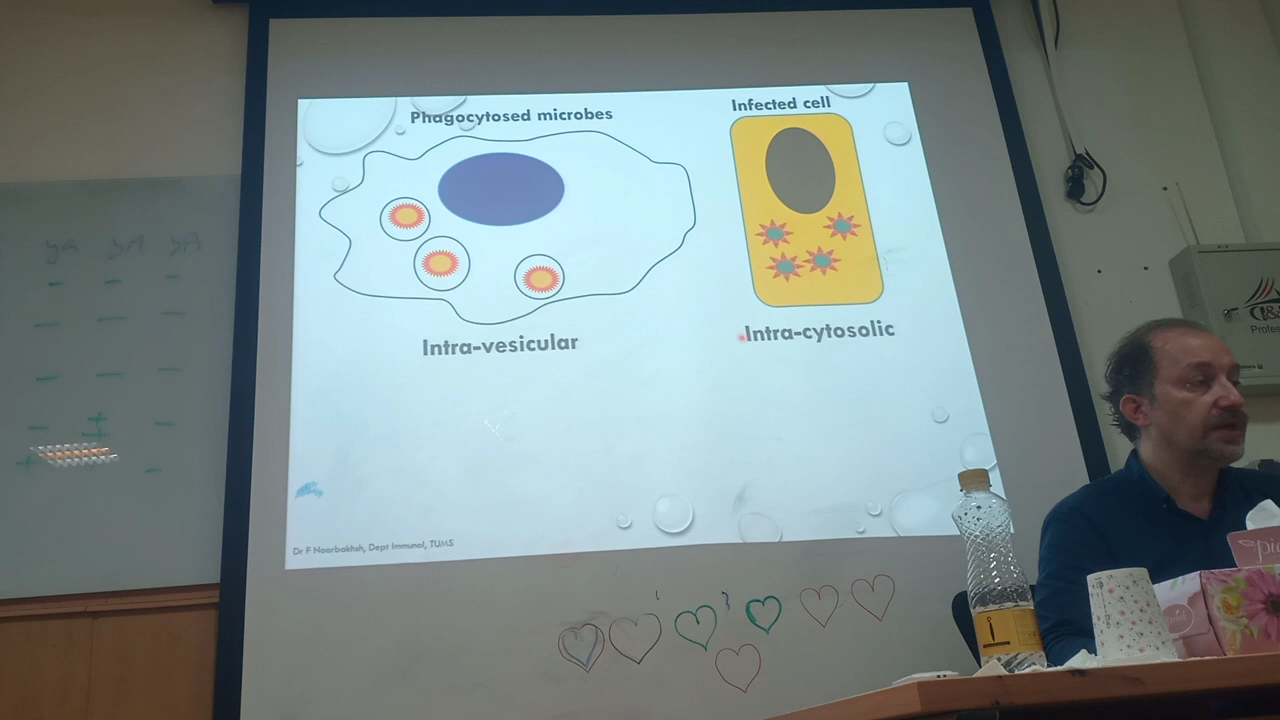 Phagocytosed microbes
Infected cell
Intra-vesicular
Intra-cytosolic
Dr F Noorbakhsh, Dept Immunol, TUMS